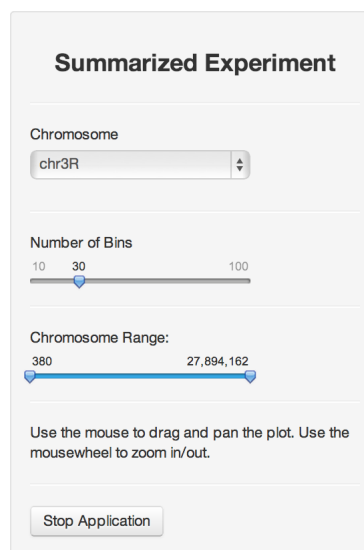 Summarized Experiment
Chromosome
chr3R
Number of Bins
10 30 100
Chromosome Range:
380 27,894,162
Use the mouse to drag and pan the plot. Use the
mousewheel to zoom in/out.
Stop Application